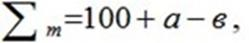 ∑ m=100 + a − в,